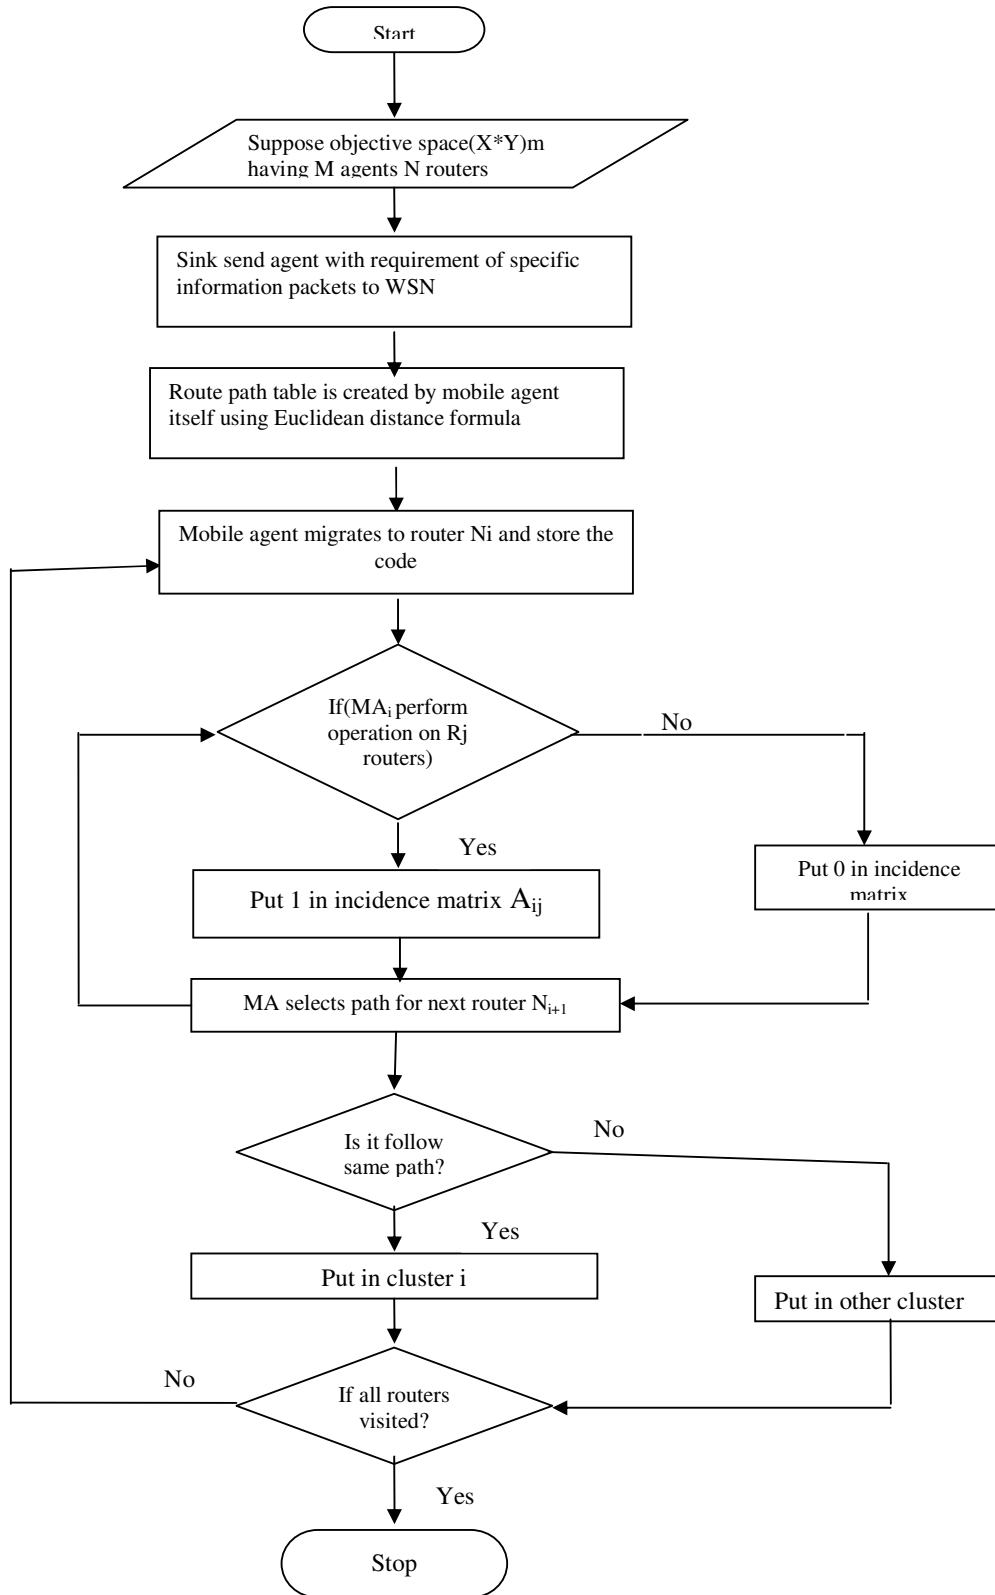 Start
Suppose objective space(X*Y)m
having M agents N routers
Sink send agent with requirement of specific
information packets to WSN
Route path table is created by mobile agent
itself using Euclidean distance formula
Mobile agent migrates to router Ni and store the
code
If(MAi perform
operation on Rj
routers)
No
Yes
Put 1 in incidence matrix Aij
Put 0 in incidence
matrix
MA selects path for next router Ni+1
Is it follow
same path?
No
Yes
Put in cluster i
Put in other cluster
If all routers
visited?
No
Yes
Stop